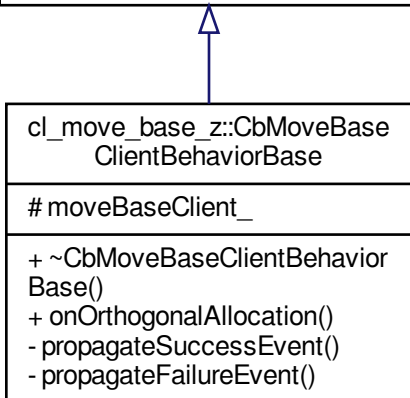 cl_move_base_z::CbMoveBase
ClientBehaviorBase
# moveBaseClient_
+ ~CbMoveBaseClientBehavior
Base()
+ onOrthogonalAllocation()
- propagateSuccessEvent()
- propagateFailureEvent()